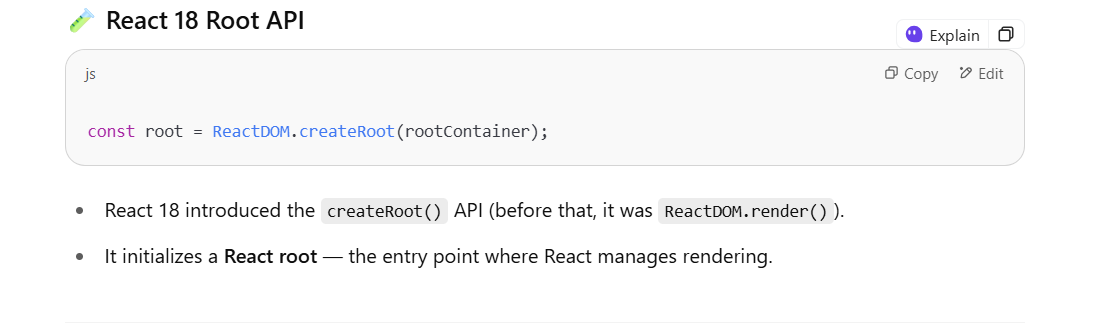 🧪 React 18 Root API
Explain
js
Copy Edit
const root = ReactDOM.createRoot(rootContainer);
• React 18 introduced the createRoot() API (before that, it was ReactDOM.render()).
• It initializes a React root — the entry point where React manages rendering.